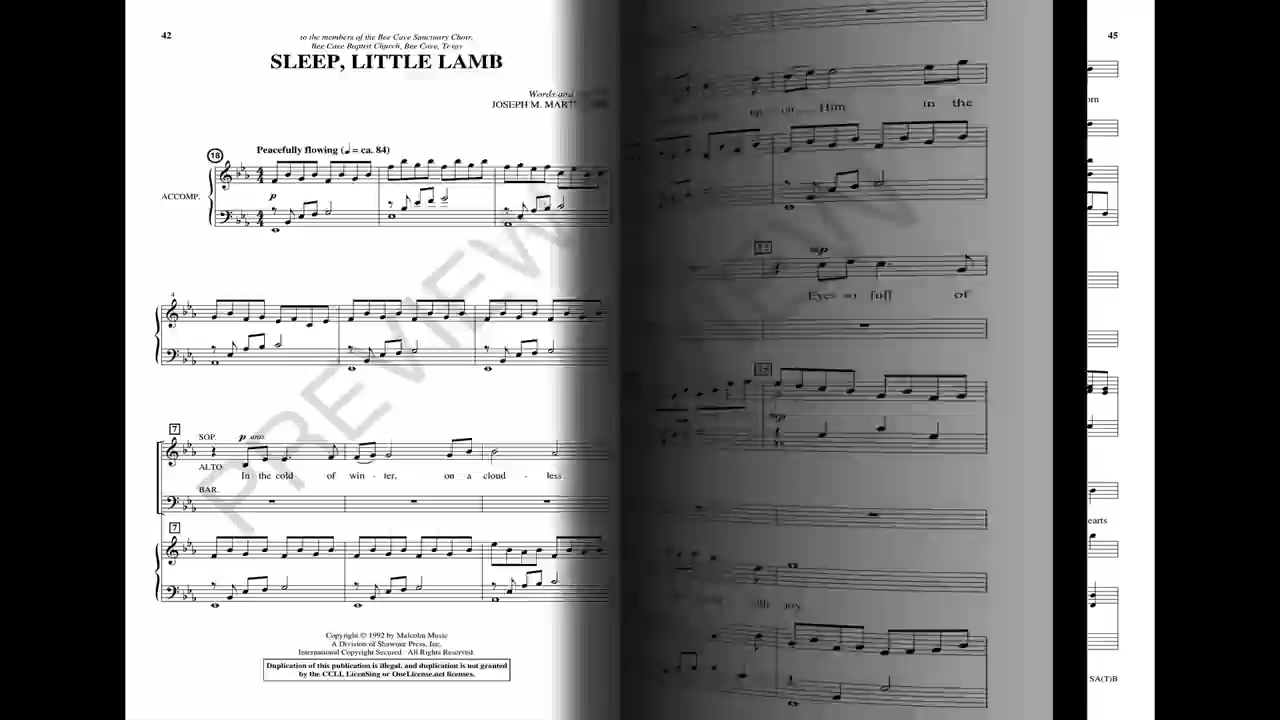 42
to the members of the Bee Cave Sanctuary Choir,
Bee Cave Baptist Church, Bee Cave, Texas
SLEEP, LITTLE LAMB
Words and
JOSEPH M. MART
18
Peacefully flowing (♩ = ca. 84)
ACCOMP.
p
4
7
SOP.
p unis
ALTO
In the cold of win - ter, on a cloud - less
BAR.
7
PREVIEW
Copyright © 1992 by Malcolm Music
A Division of Shawnee Press, Inc.
International Copyright Secured. All Rights Reserved.
Duplication of this publication is illegal, and duplication is not granted
by the CCLI, LicenSing or OneLicense.net licenses.
Him in the
mp
Eyes so full of
45
earts
SA(T)B